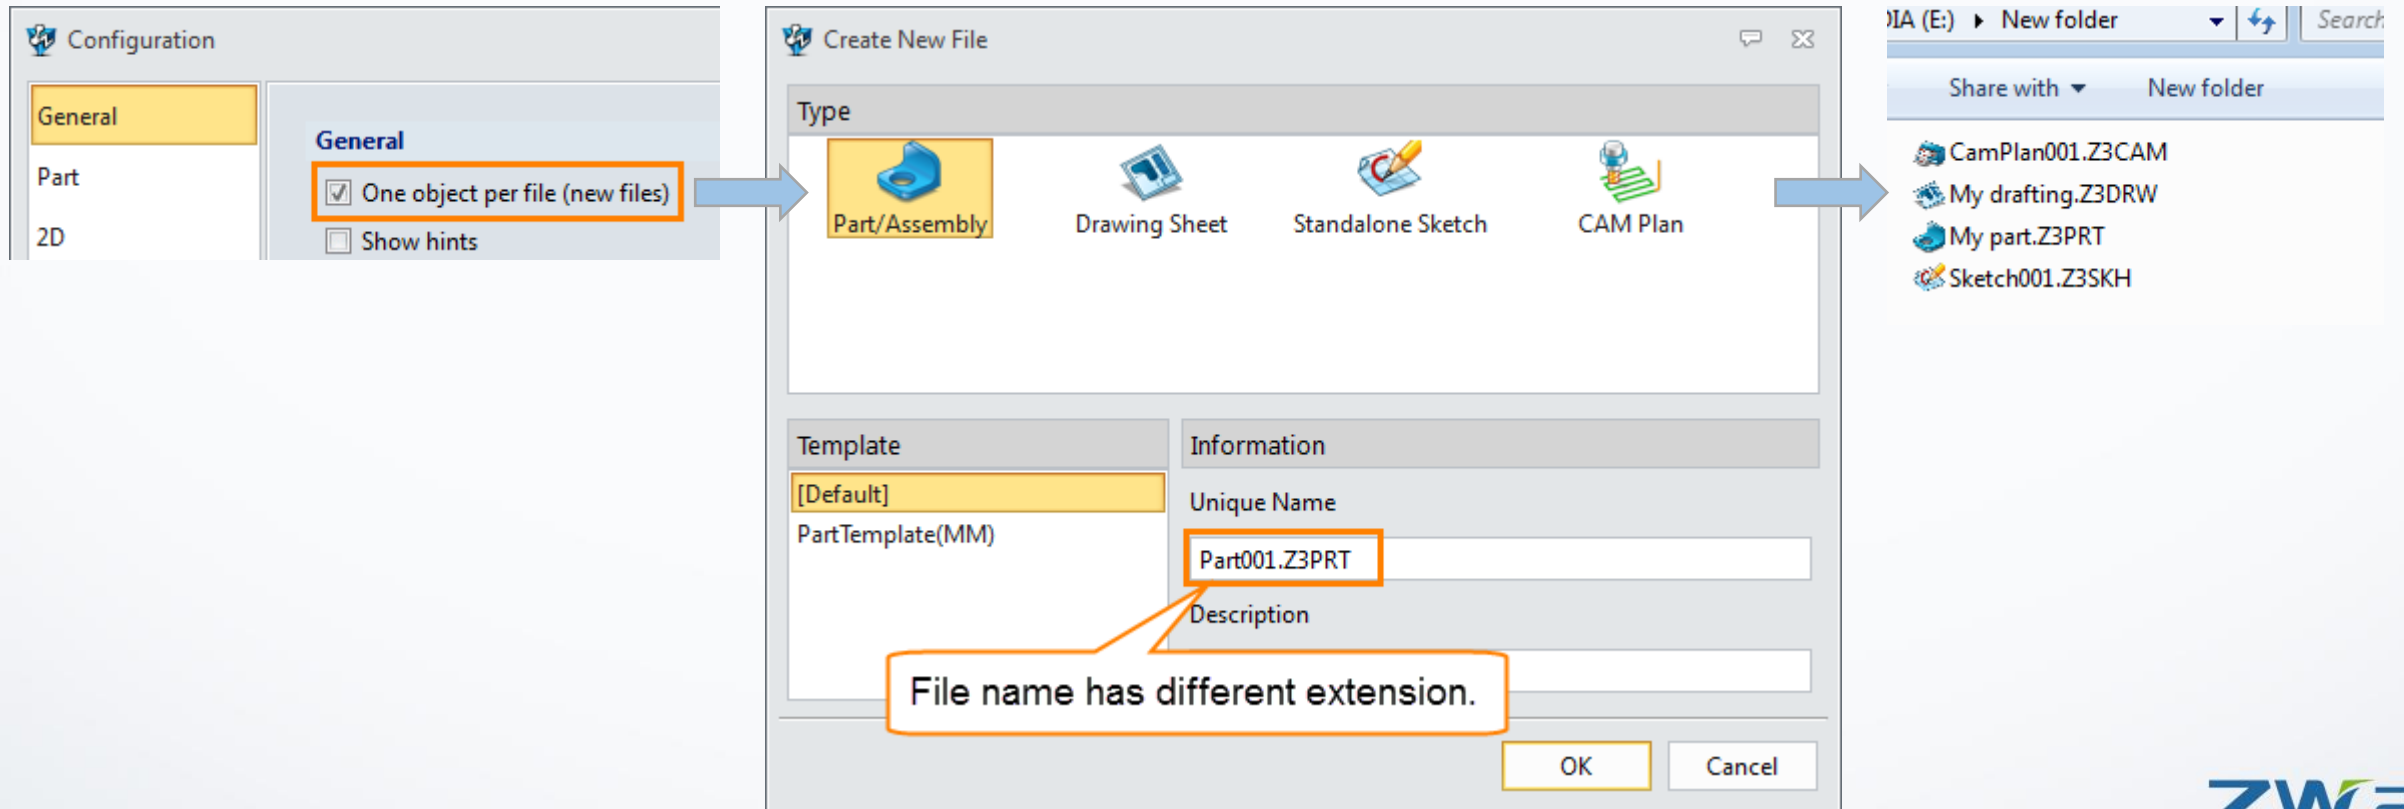 Configuration
General
Part
2D
General
One object per file (new files)
Show hints
Create New File
Type
Part/Assembly
Drawing Sheet
Standalone Sketch
CAM Plan
Template
[Default]
PartTemplate(MM)
Information
Unique Name
Part001.Z3PRT
Description
File name has different extension.
OK
Cancel
DIA (E:) New folder
Search
Share with
New folder
CamPlan001.Z3CAM
My drafting.Z3DRW
My part.Z3PRT
Sketch001.Z3SKH